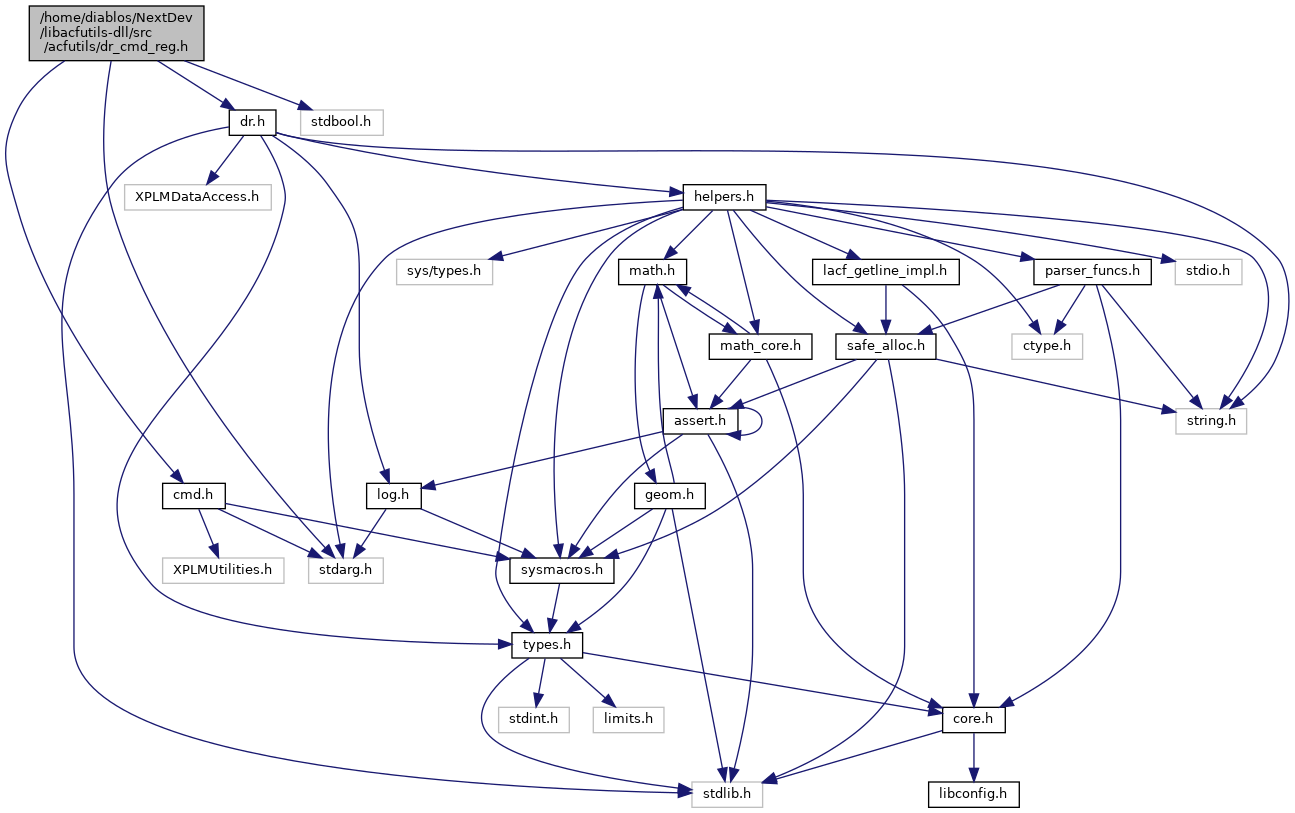 /home/diablos/NextDev
/libacfutils-dll/src
/acfutils/dr_cmd_reg.h
dr.h
stdbool.h
XPLMDataAccess.h
helpers.h
sys/types.h
math.h
lacf_getline_impl.h
parser_funcs.h
stdio.h
math_core.h
safe_alloc.h
ctype.h
assert.h
string.h
cmd.h
log.h
geom.h
XPLMUtilities.h
stdarg.h
sysmacros.h
types.h
stdint.h
limits.h
core.h
stdlib.h
libconfig.h